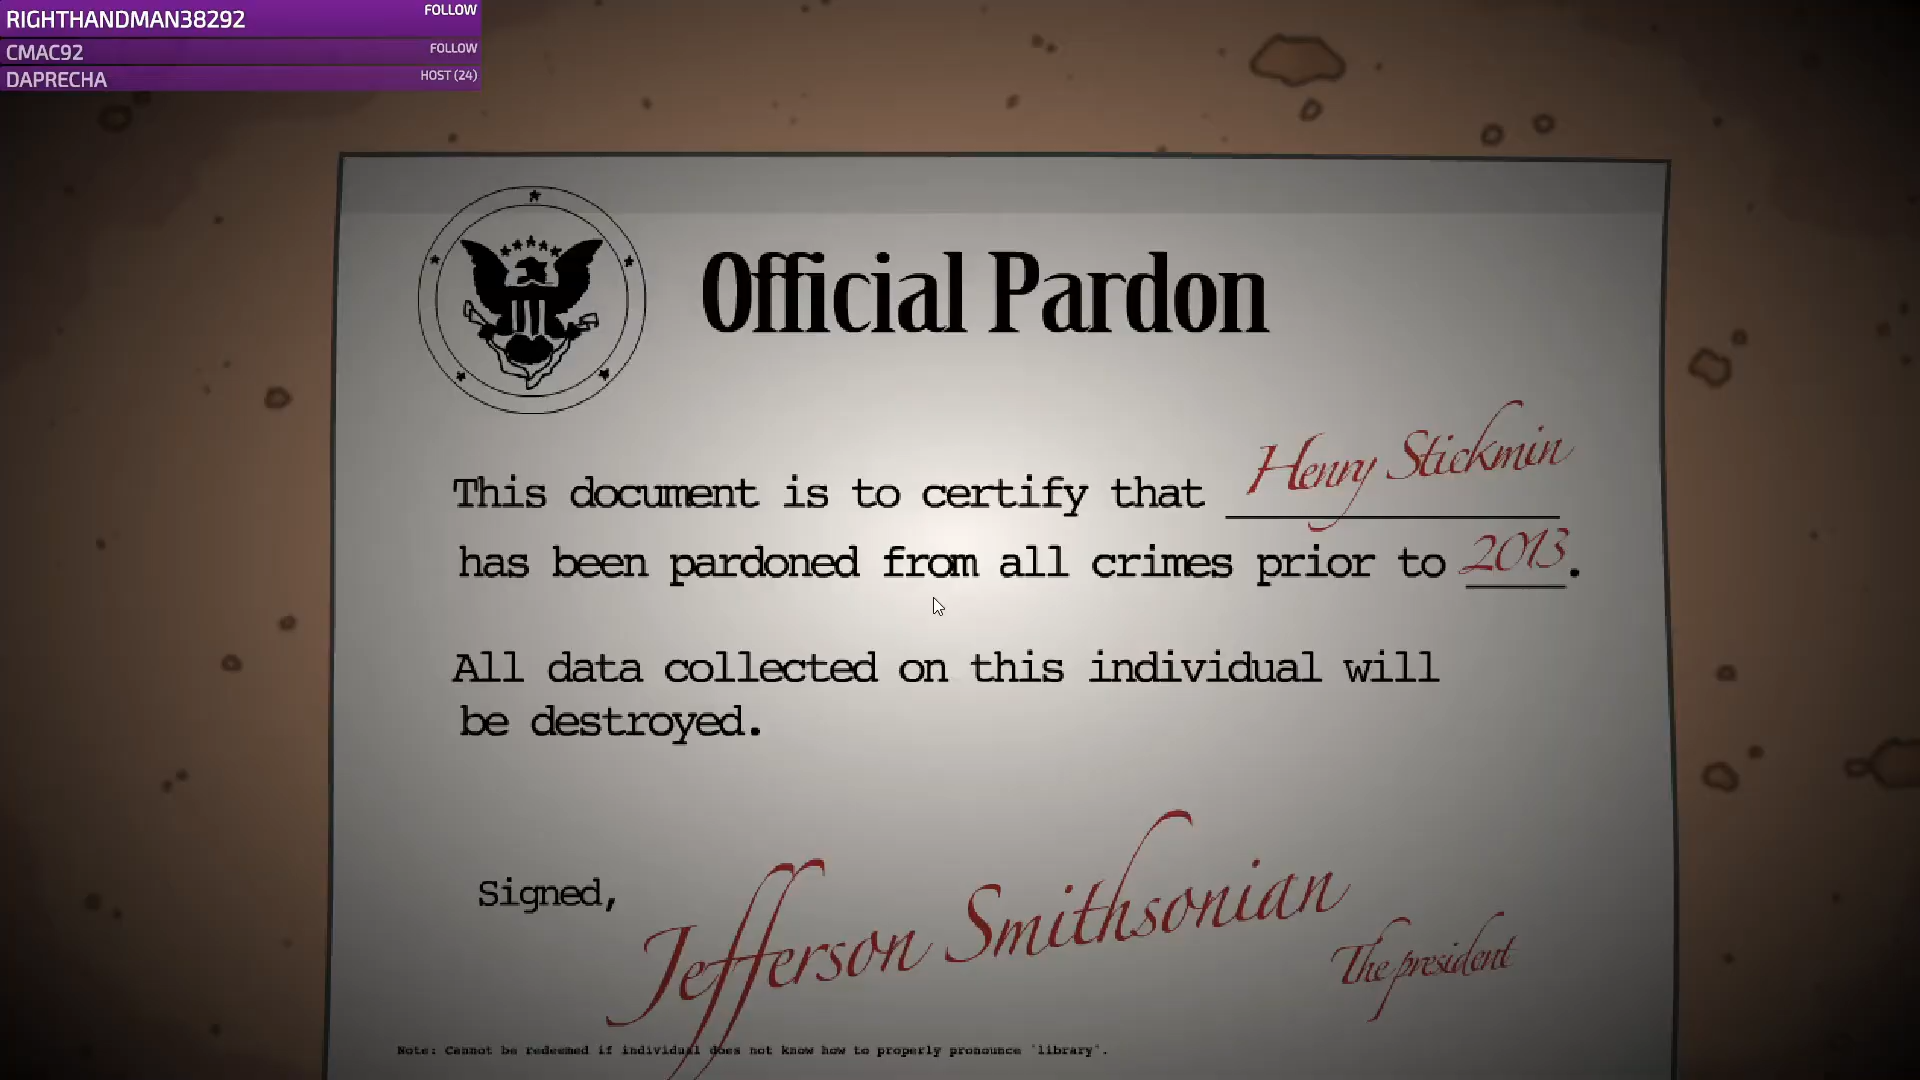 RIGHTHANDMAN38292 FOLLOW
CMAC92 FOLLOW
DAPRECHA HOST (24)
Official Pardon
This document is to certify that Henry Stickmin
has been pardoned from all crimes prior to 2013.
All data collected on this individual will
be destroyed.
Signed, Jefferson Smithsonian
The president
Note: Cannot be redeemed if individual does not know how to properly pronounce 'library'.